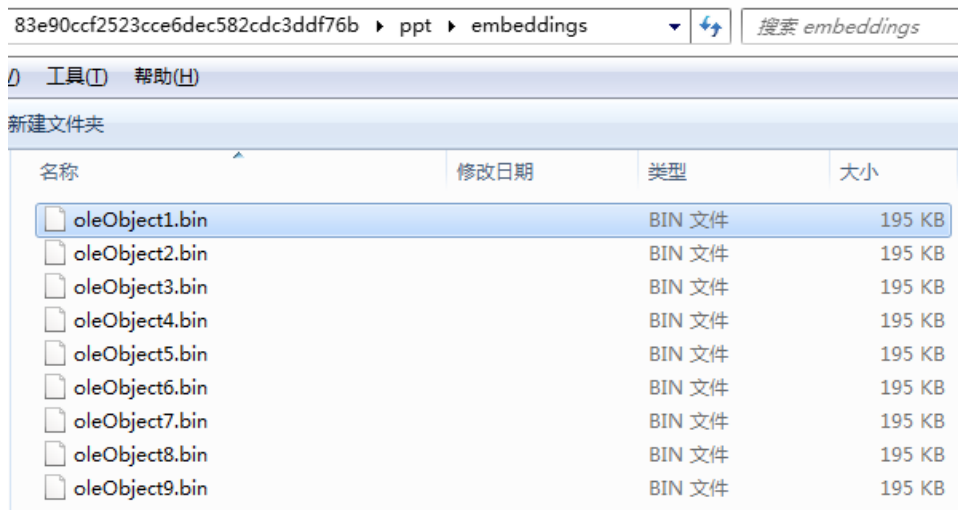 83e90ccf2523cce6dec582cdc3ddf76b ▸ ppt ▸ embeddings 搜索 embeddings
工具(T) 帮助(H)
新建文件夹
名称 修改日期 类型 大小
oleObject1.bin BIN 文件 195 KB
oleObject2.bin BIN 文件 195 KB
oleObject3.bin BIN 文件 195 KB
oleObject4.bin BIN 文件 195 KB
oleObject5.bin BIN 文件 195 KB
oleObject6.bin BIN 文件 195 KB
oleObject7.bin BIN 文件 195 KB
oleObject8.bin BIN 文件 195 KB
oleObject9.bin BIN 文件 195 KB